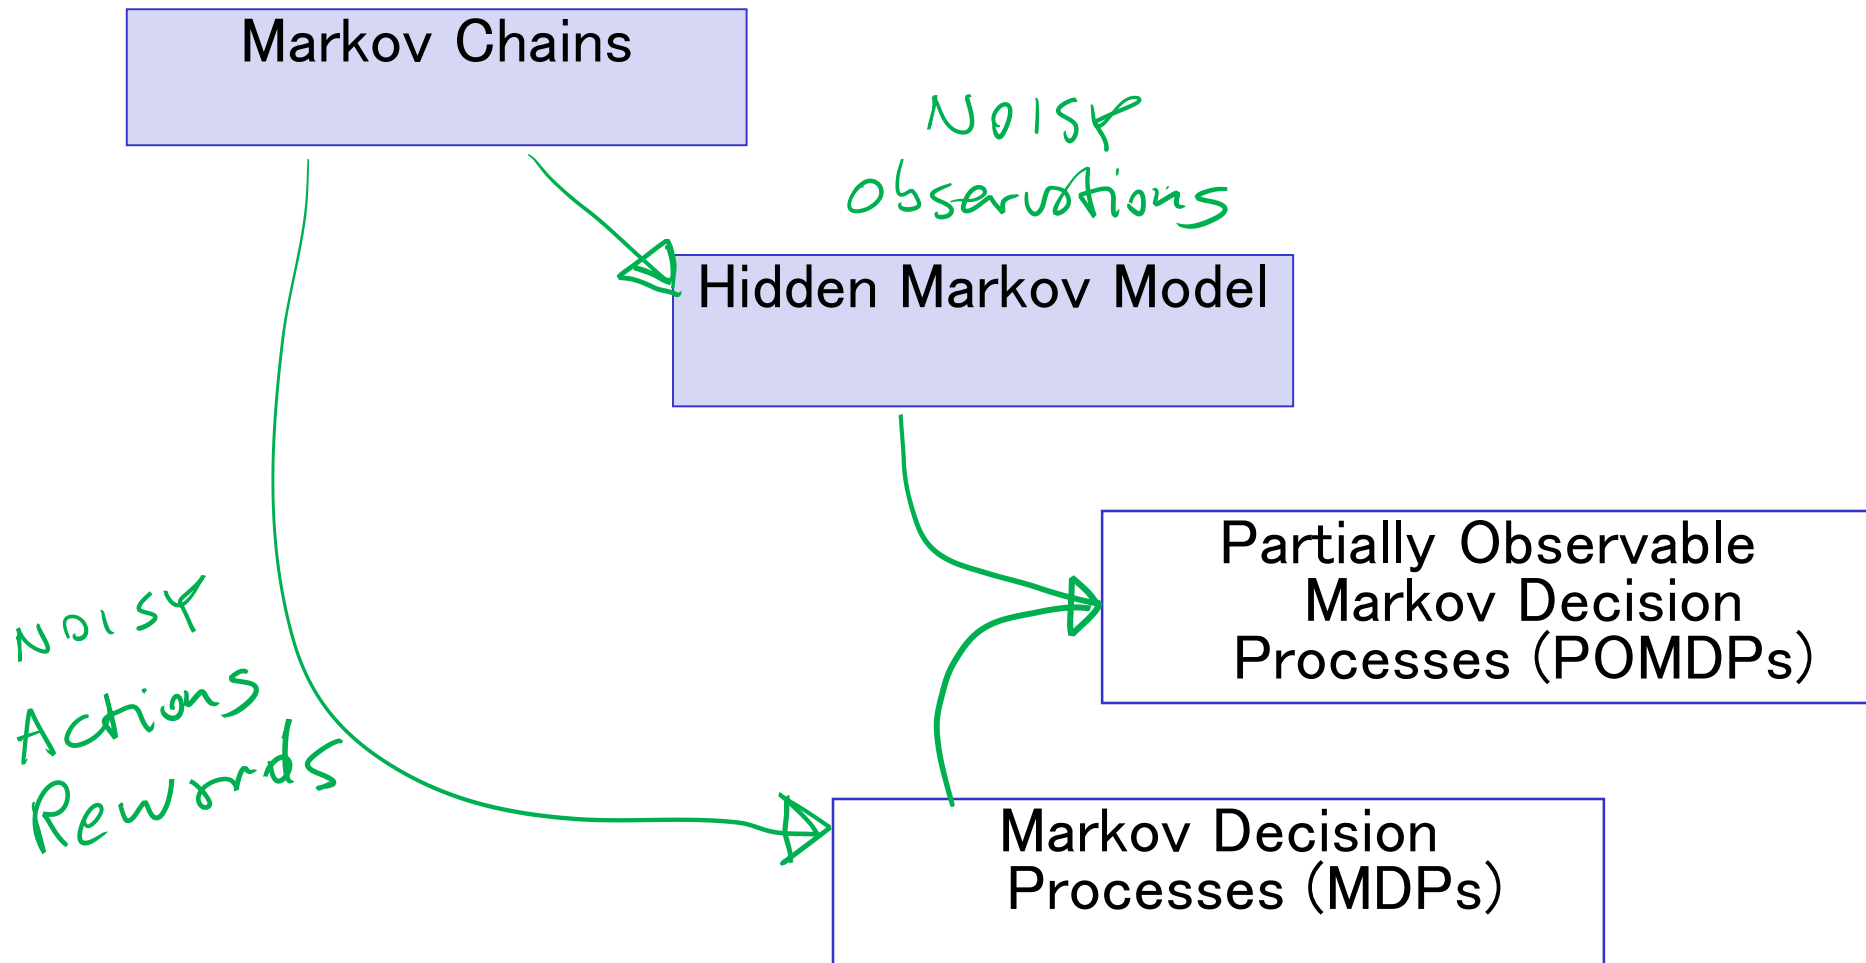 Markov Chains
NOISY
Observations
Hidden Markov Model
Partially Observable
Markov Decision
Processes (POMDPs)
NOISY
Actions
Rewards
Markov Decision
Processes (MDPs)